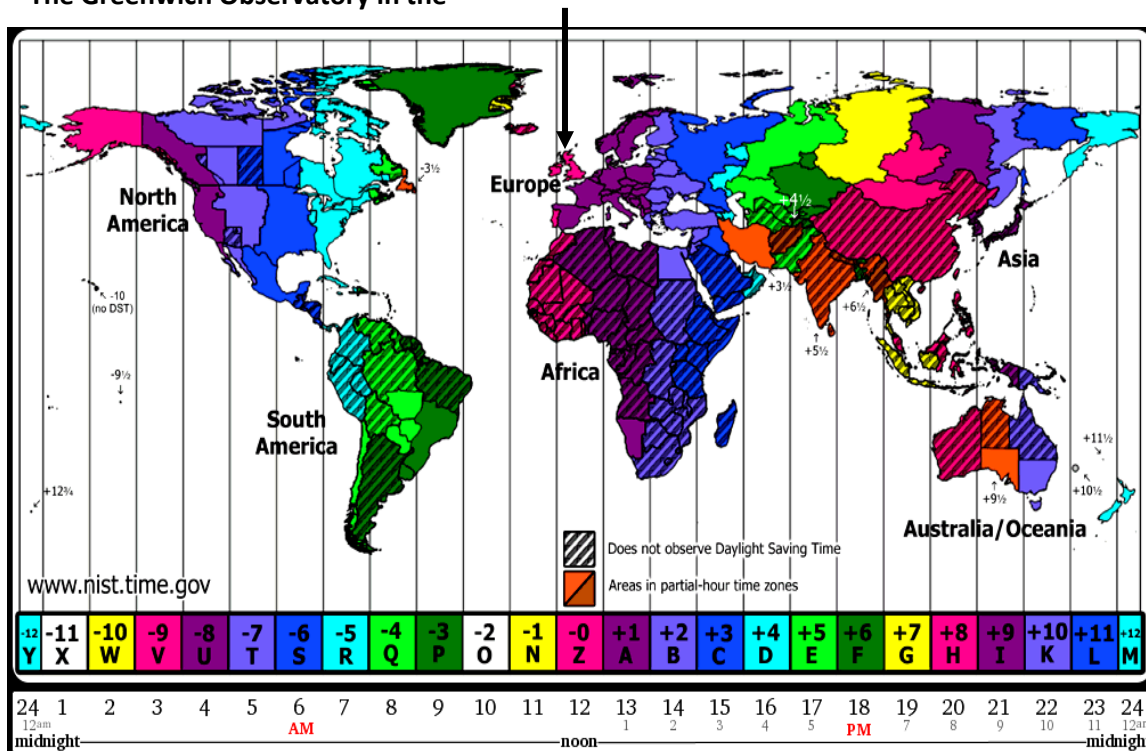 The Greenwich Observatory in the
-3½
North
America
Europe
+4½
Asia
-10
(no DST)
+3½
+6½
+5½
-9½
Africa
South
America
+12¾
+11½
+10½
+9½
Australia/Oceania
Does not observe Daylight Saving Time
Areas in partial-hour time zones
www.nist.time.gov
-12 -11 -10 -9 -8 -7 -6 -5 -4 -3 -2 -1 -0 +1 +2 +3 +4 +5 +6 +7 +8 +9 +10 +11 +12
Y X W V U T S R Q P O N Z A B C D E F G H I K L M
24 1 2 3 4 5 6 7 8 9 10 11 12 13 14 15 16 17 18 19 20 21 22 23 24
12am AM 1 2 3 4 5 PM 7 8 9 10 11 12am
midnight noon midnigh